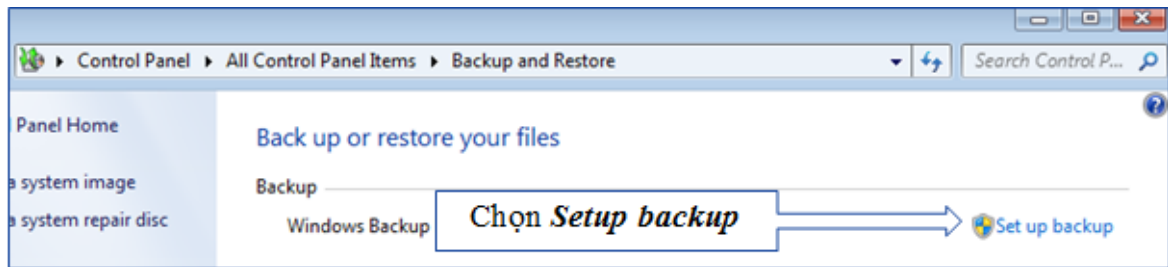 Control Panel ▸ All Control Panel Items ▸ Backup and Restore
Search Control P...
Panel Home
Back up or restore your files
a system image
Backup
a system repair disc
Windows Backup
Chọn Setup backup
Set up backup